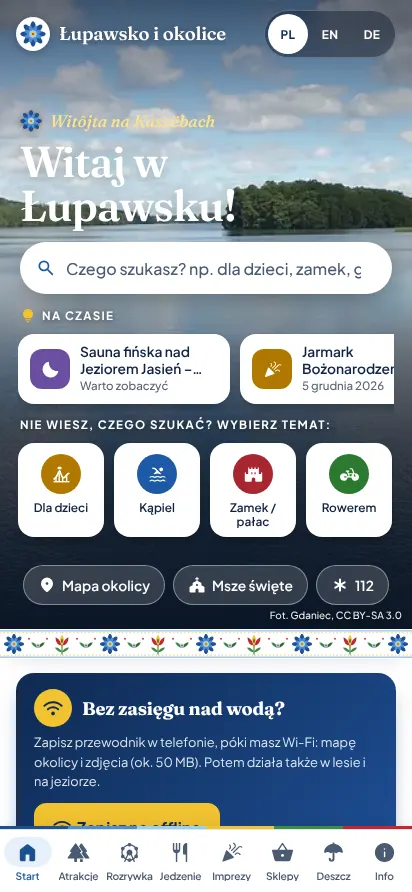 Łupawsko i okolice
PL EN DE
Witôjta na Kaszëbach
Witaj w
Łupawsku!
Czego szukasz? np. dla dzieci, zamek, g
NA CZASIE
Sauna fińska nad
Jeziorem Jasień –...
Warto zobaczyć
Jarmark
Bożonarodzen
5 grudnia 2026
NIE WIESZ, CZEGO SZUKAĆ? WYBIERZ TEMAT:
Dla dzieci
Kąpiel
Zamek /
pałac
Rowerem
Mapa okolicy
Msze święte
112
Fot. Gdaniec, CC BY-SA 3.0
Bez zasięgu nad wodą?
Zapisz przewodnik w telefonie, póki masz Wi-Fi: mapę
okolicy i zdjęcia (ok. 50 MB). Potem działa także w lesie i
na jeziorze.
Start
Atrakcje
Rozrywka
Jedzenie
Imprezy
Sklepy
Deszcz
Info